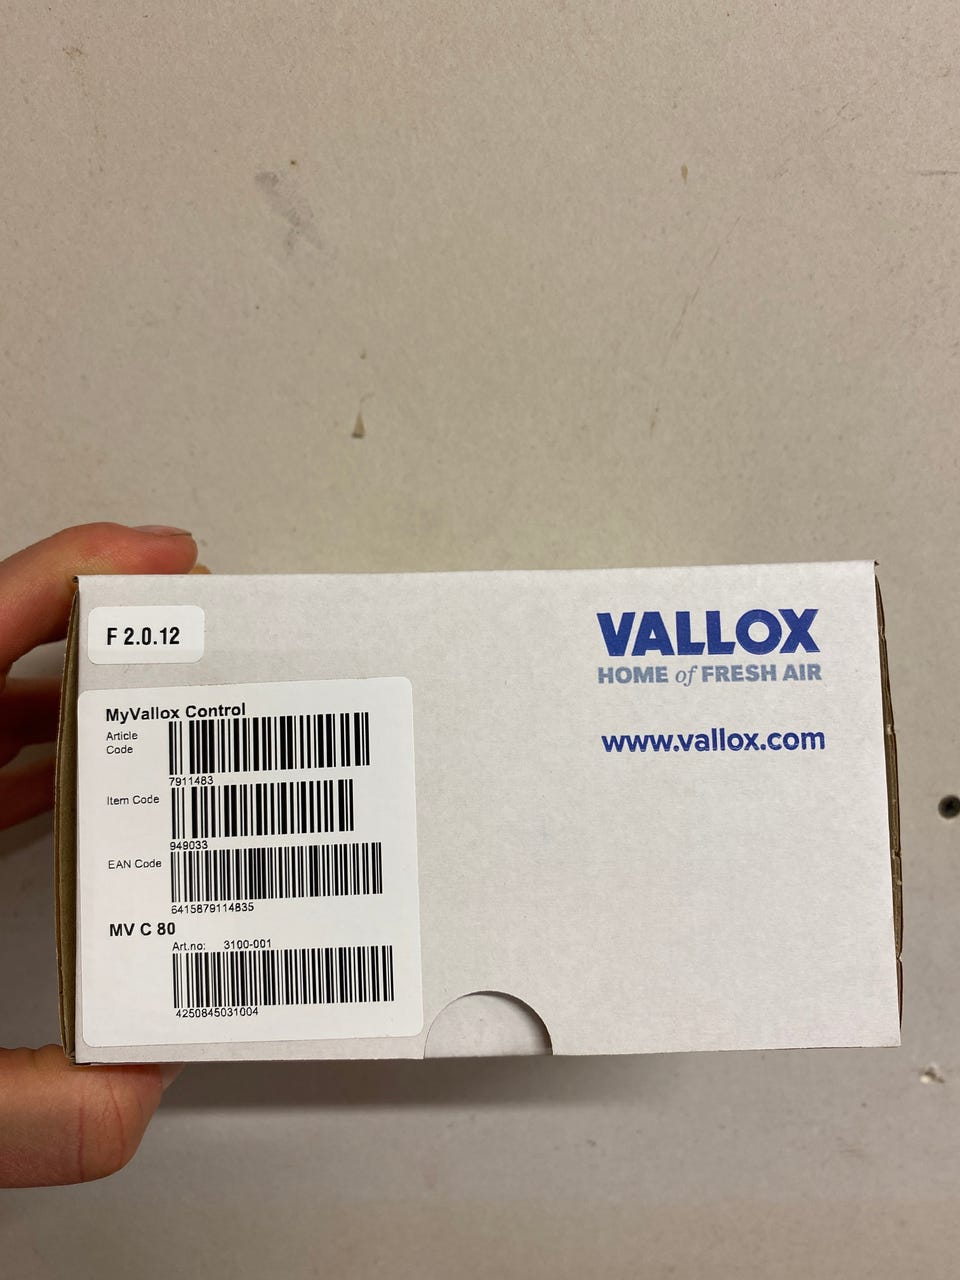 F 2.0.12
VALLOX
HOME of FRESH AIR
www.vallox.com
MyVallox Control
Article
Code
7911483
Item Code
949033
EAN Code
6415879114835
MV C 80
Art.no: 3100-001
4250845031004